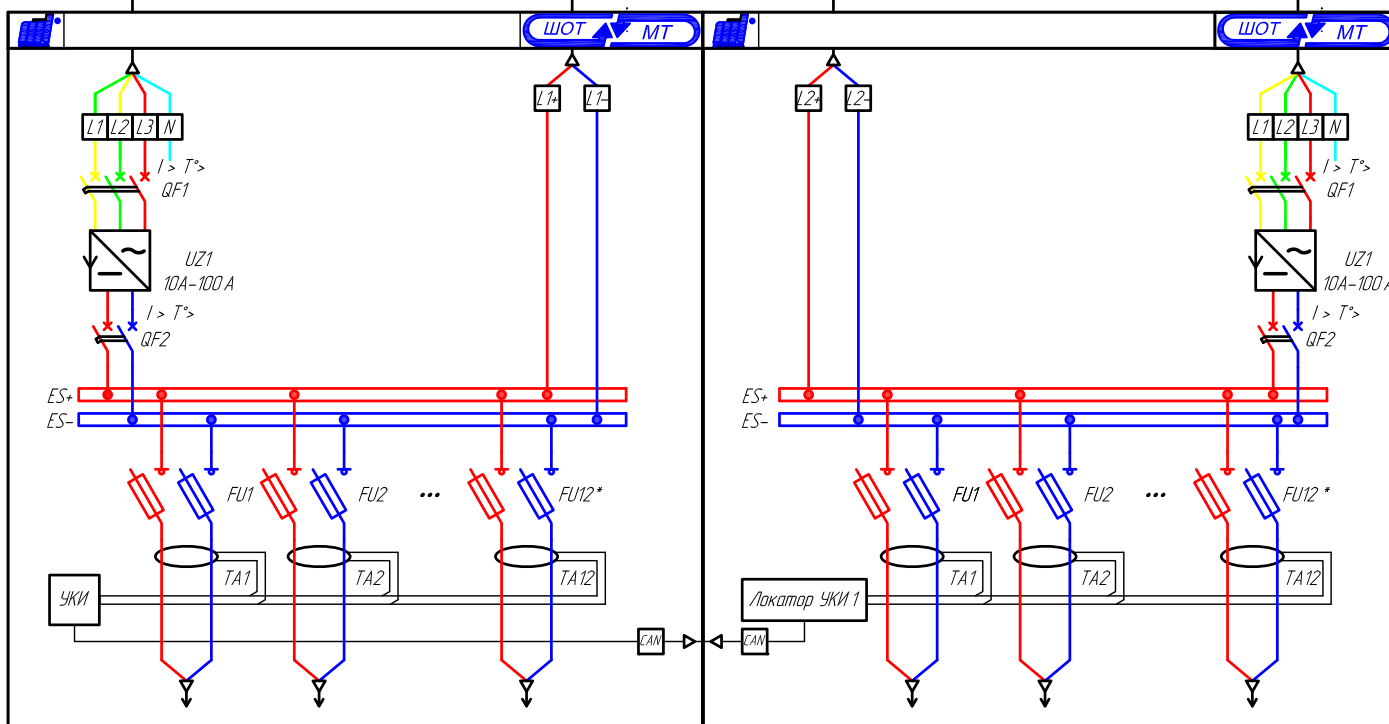 ШОТ МТ
ШОТ МТ
L1+ L1-
L2+ L2-
L1 L2 L3 N
L1 L2 L3 N
I > T°>
QF1
I > T°>
QF1
UZ1
10А-100 А
UZ1
10А-100 А
I > T°>
QF2
I > T°>
QF2
ES+
ES-
ES+
ES-
FU1 FU2 ... FU12*
FU1 FU2 ... FU12 *
TA1 TA2 TA12
TA1 TA2 TA12
УКИ
Локатор УКИ 1
CAN CAN